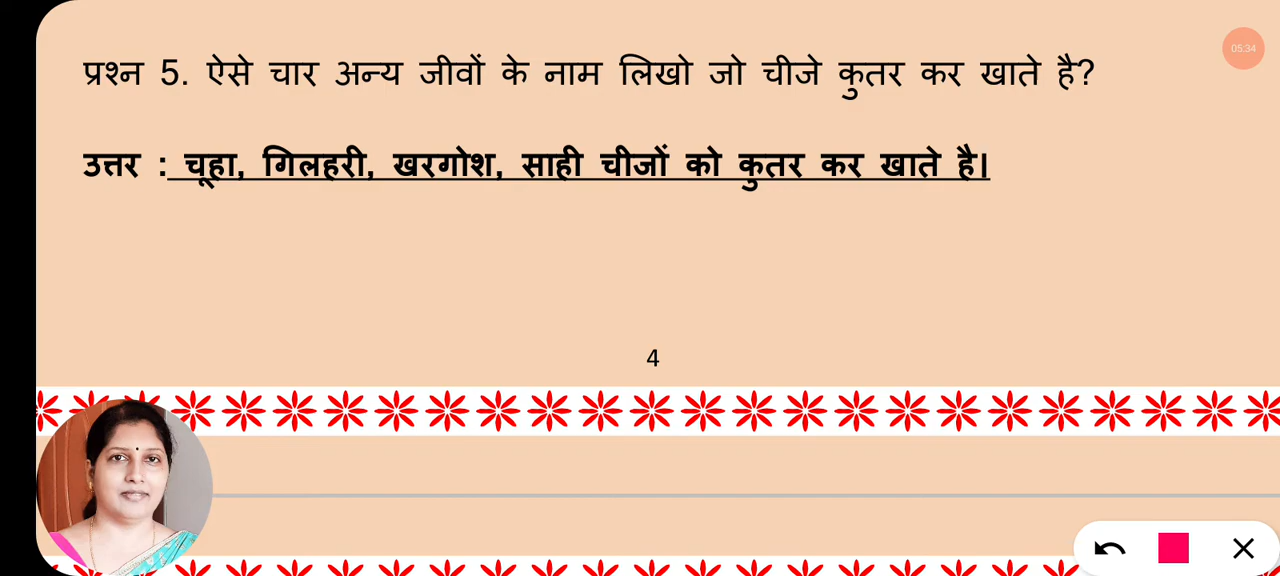 05:34
प्रश्न 5. ऐसे चार अन्य जीवों के नाम लिखो जो चीजे कुतर कर खाते है?
उत्तर : चूहा, गिलहरी, खरगोश, साही चीजों को कुतर कर खाते है।
4